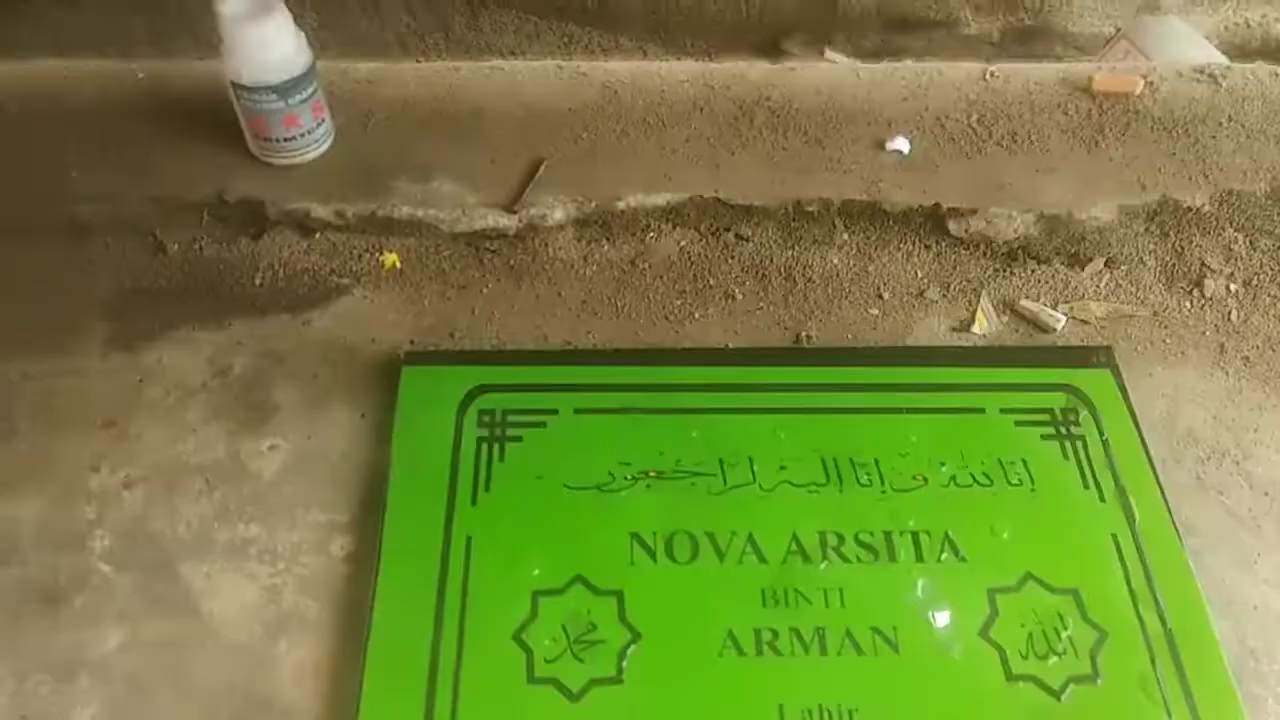 إنا لله وإنا إليه راجعون
NOVA ARSITA
BINTI
ARMAN
محمد
الله
Lahir